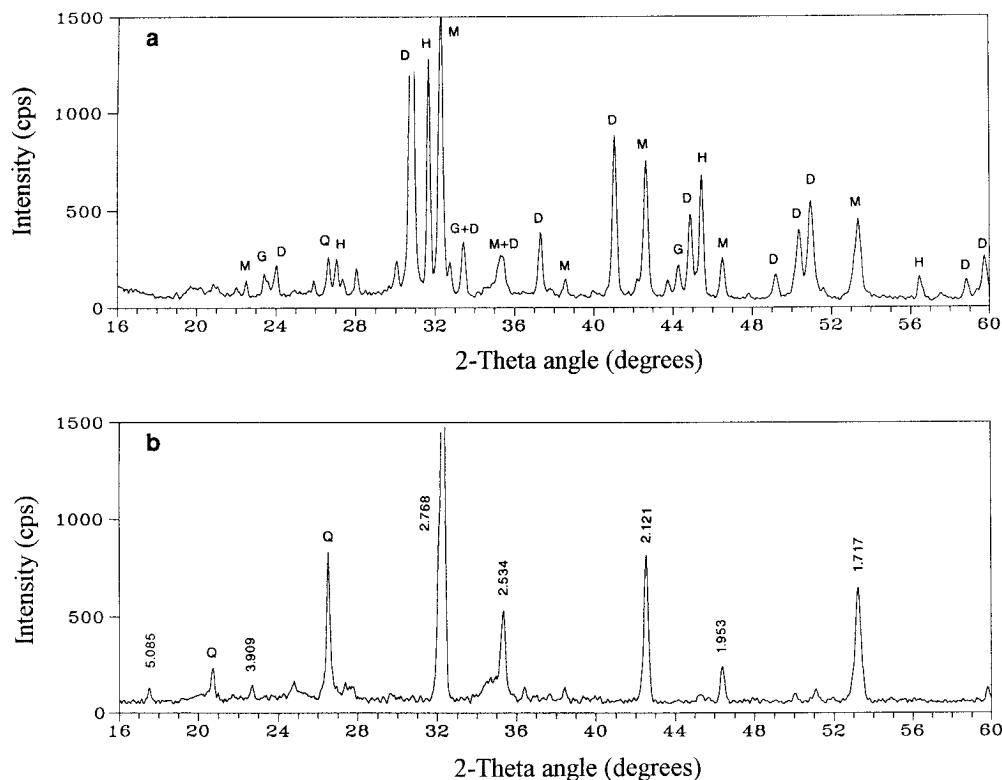 a
Intensity (cps)
1500
1000
500
0
M G D Q H D H M G+D M+D D M D M G D H M D D D M H D D
16 20 24 28 32 36 40 44 48 52 56 60
2-Theta angle (degrees)
b
Intensity (cps)
1500
1000
500
0
5.085 Q 3.909 Q 2.768 2.534 2.121 1.953 1.717
16 20 24 28 32 36 40 44 48 52 56 60
2-Theta angle (degrees)